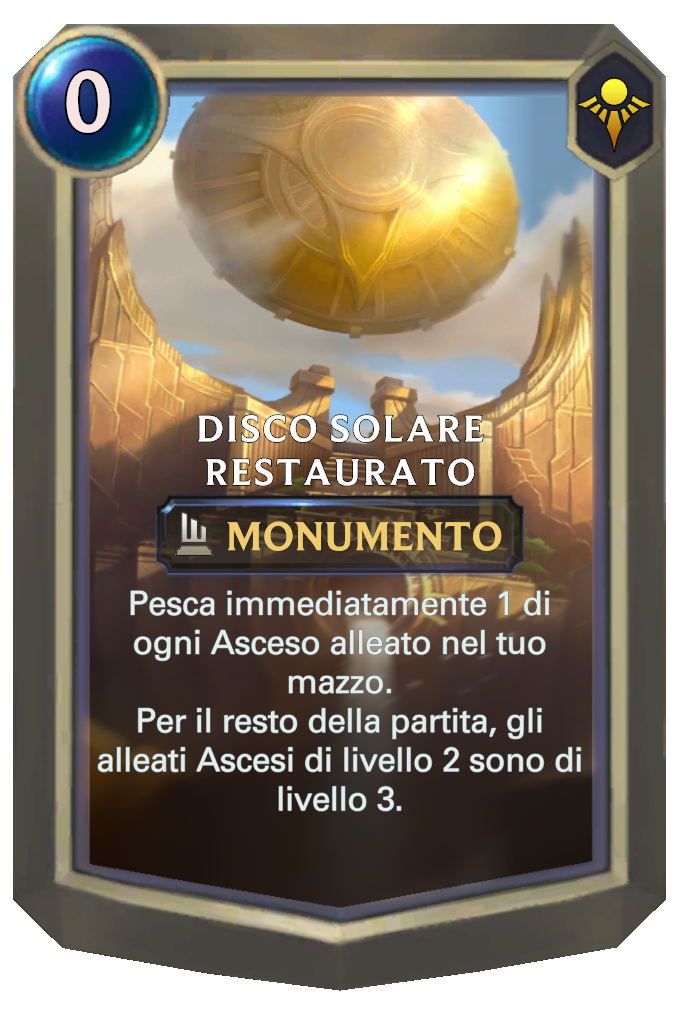 0
DISCO SOLARE
RESTAURATO
MONUMENTO
Pesca immediatamente 1 di
ogni Asceso alleato nel tuo
mazzo.
Per il resto della partita, gli
alleati Ascesi di livello 2 sono di
livello 3.